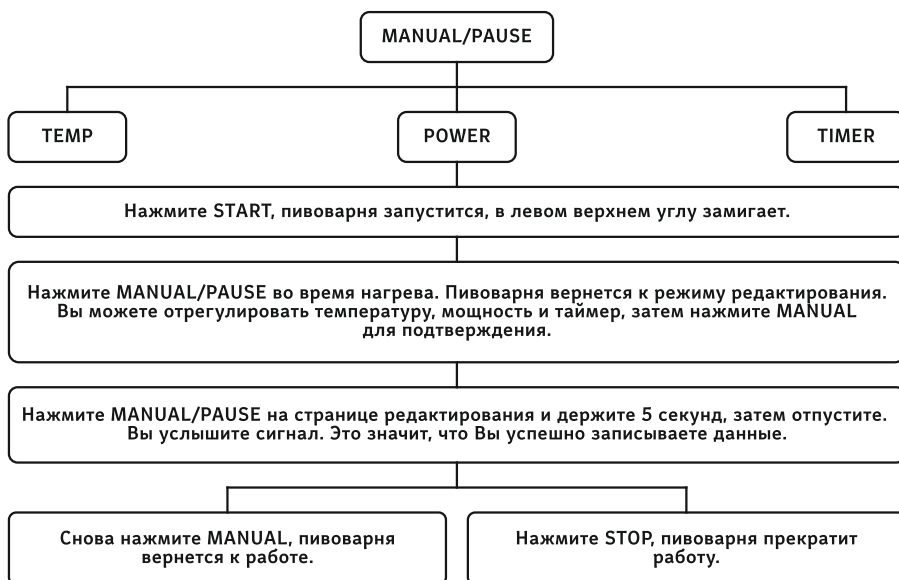 MANUAL/PAUSE
TEMP
POWER
TIMER
Нажмите START, пивоварня запустится, в левом верхнем углу замигает.
Нажмите MANUAL/PAUSE во время нагрева. Пивоварня вернется к режиму редактирования.
Вы можете отрегулировать температуру, мощность и таймер, затем нажмите MANUAL
для подтверждения.
Нажмите MANUAL/PAUSE на странице редактирования и держите 5 секунд, затем отпустите.
Вы услышите сигнал. Это значит, что Вы успешно записываете данные.
Снова нажмите MANUAL, пивоварня
вернется к работе.
Нажмите STOP, пивоварня прекратит
работу.